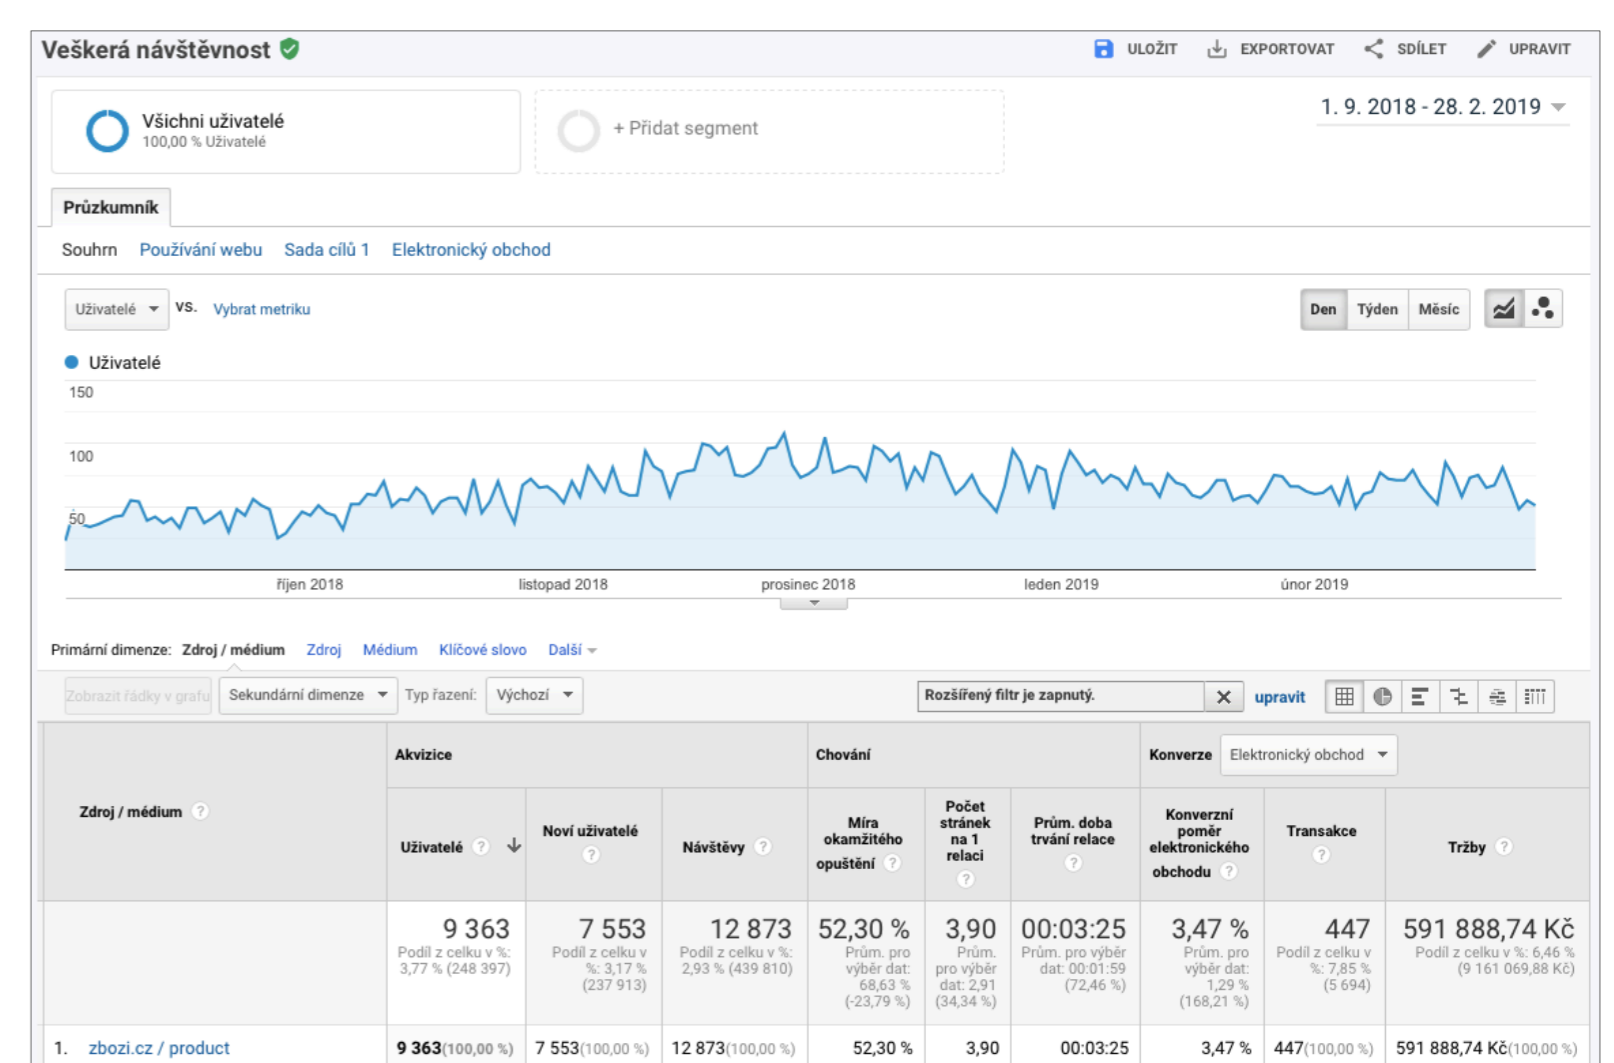 Veškerá návštěvnost
ULOŽIT EXPORTOVAT SDÍLET UPRAVIT
Všichni uživatelé
100,00 % Uživatelé
+ Přidat segment
1. 9. 2018 - 28. 2. 2019
Průzkumník
Souhrn Používání webu Sada cílů 1 Elektronický obchod
Uživatelé VS. Vybrat metriku
Den Týden Měsíc
Uživatelé
150
100
50
říjen 2018 listopad 2018 prosinec 2018 leden 2019 únor 2019
Primární dimenze: Zdroj / médium Zdroj Médium Klíčové slovo Další
Zobrazit řádky v grafu Sekundární dimenze Typ řazení: Výchozí
Rozšířený filtr je zapnutý. upravit
Akvizice Chování Konverze Elektronický obchod
Zdroj / médium ?
Uživatelé ?
Noví uživatelé
?
Návštěvy ?
Míra
okamžitého
opuštění ?
Počet
stránek
na 1
relaci
?
Prům. doba
trvání relace
?
Konverzní
poměr
elektronického
obchodu ?
Transakce
?
Tržby ?
9 363
Podíl z celku v %:
3,77 % (248 397)
7 553
Podíl z celku v
%: 3,17 %
(237 913)
12 873
Podíl z celku v %:
2,93 % (439 810)
52,30 %
Prům. pro
výběr dat:
68,63 %
(-23,79 %)
3,90
Prům.
pro výběr
dat: 2,91
(34,34 %)
00:03:25
Prům. pro výběr
dat: 00:01:59
(72,46 %)
3,47 %
Prům. pro
výběr dat:
1,29 %
(168,21 %)
447
Podíl z celku v
%: 7,85 %
(5 694)
591 888,74 Kč
Podíl z celku v %: 6,46 %
(9 161 069,88 Kč)
1. zbozi.cz / product 9 363(100,00 %) 7 553(100,00 %) 12 873(100,00 %) 52,30 % 3,90 00:03:25 3,47 % 447(100,00 %) 591 888,74 Kč(100,00 %)